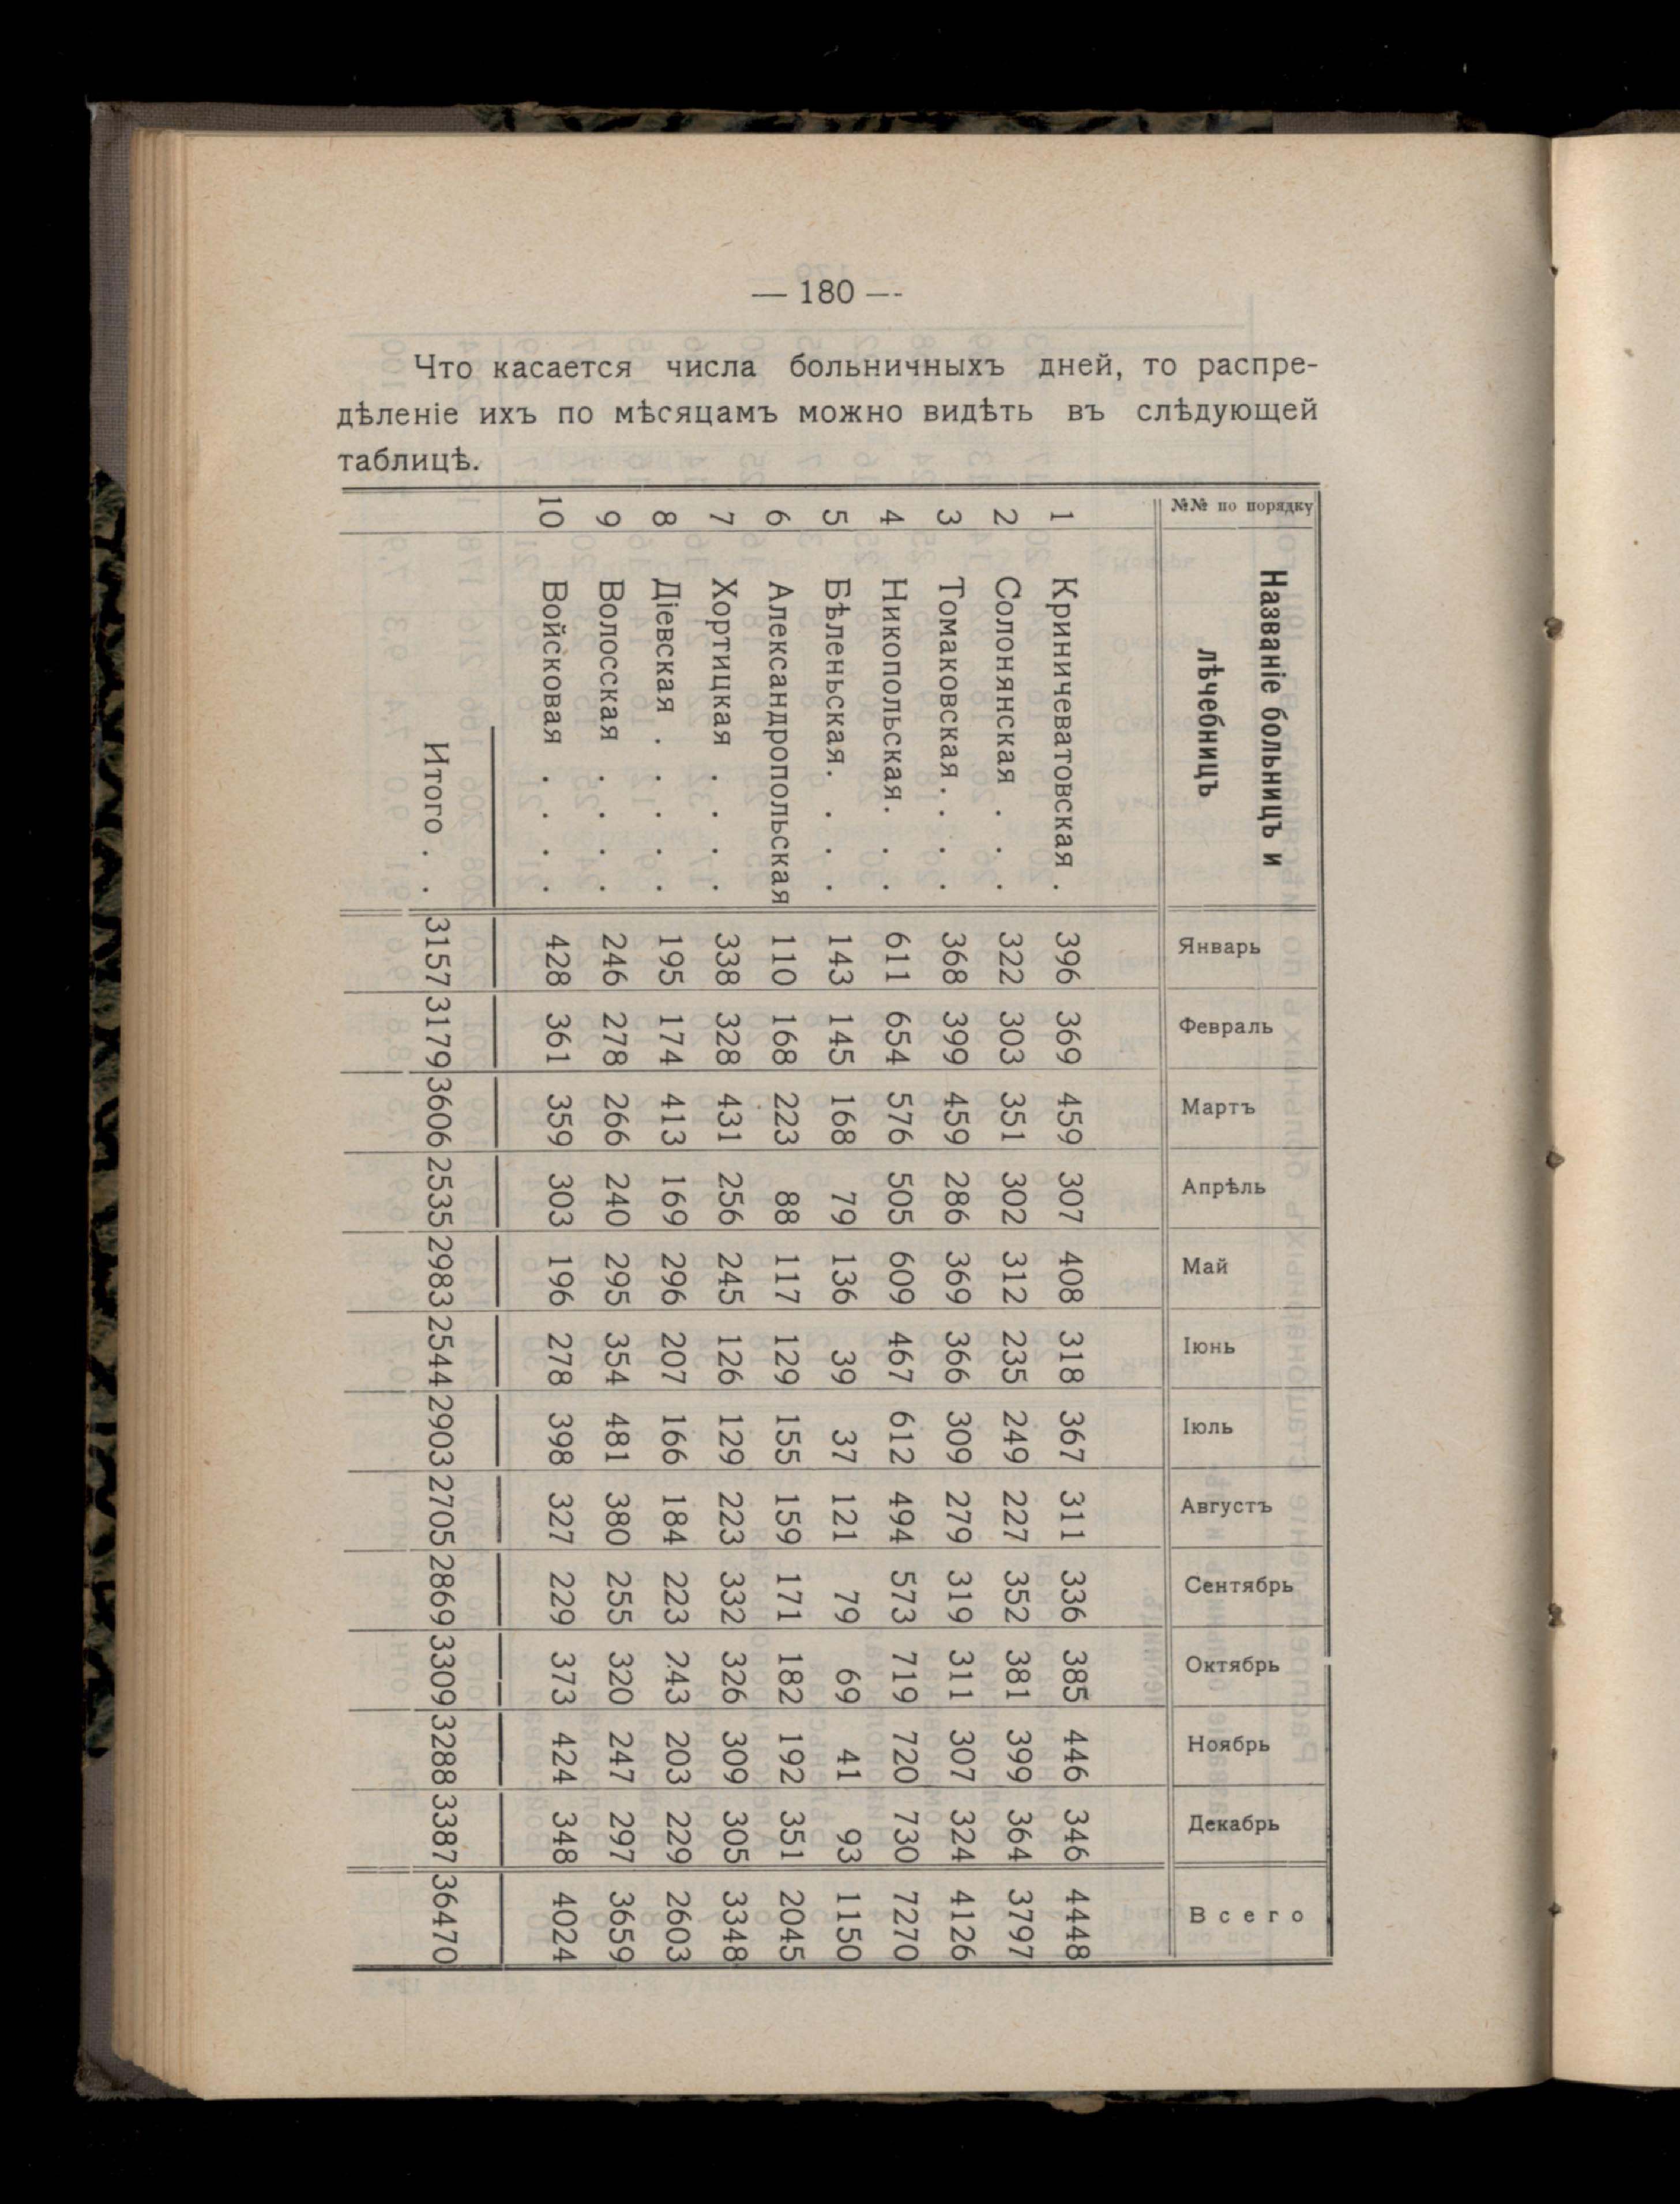 — 180 —
Что касается числа больничныхъ дней, то распре-
дѣленіе ихъ по мѣсяцамъ можно видѣть въ слѣдующей
таблицѣ.
№№ по порядку Названіе больницъ и лѣчебницъ Январь Февраль Мартъ Апрѣль Май Іюнь Іюль Августъ Сентябрь Октябрь Ноябрь Декабрь Всего
1 Криничеватовская . 396 369 459 307 408 318 367 311 336 385 446 346 4448
2 Солонянская . . . 322 303 351 302 312 235 249 227 352 381 399 364 3797
3 Томаковская . . . 368 399 459 286 369 366 309 279 319 311 307 324 4126
4 Никопольская. . . 611 654 576 505 609 467 612 494 573 719 720 730 7270
5 Бѣленьская. . . . 143 145 168 79 136 39 37 121 79 69 41 93 1150
6 Александропольская 110 168 223 88 117 129 155 159 171 182 192 351 2045
7 Хортицкая . . . . 338 328 431 256 245 126 129 223 332 326 309 305 3348
8 Діевская . . . . . 195 174 413 169 296 207 166 184 223 243 203 229 2603
9 Волосская . . . . 246 278 266 240 295 354 481 380 255 320 247 297 3659
10 Войсковая . . . . 428 361 359 303 196 278 398 327 229 373 424 348 4024
Итого . . 3157 3179 3606 2535 2983 2544 2903 2705 2869 3309 3288 3387 36470